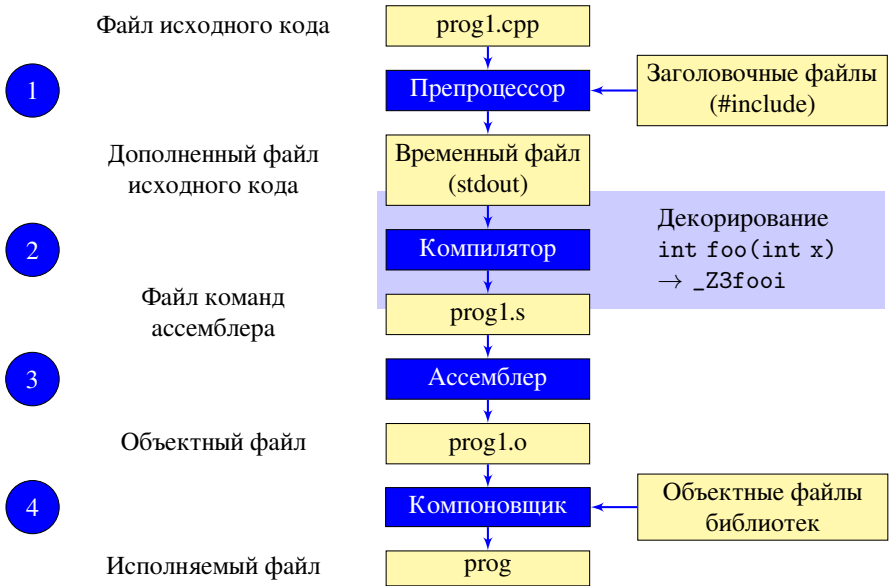 Файл исходного кода
prog1.cpp
1
Препроцессор
Заголовочные файлы
(#include)
Дополненный файл
исходного кода
Временный файл
(stdout)
2
Компилятор
Декорирование
int foo(int x)
→ _Z3fooi
Файл команд
ассемблера
prog1.s
3
Ассемблер
Объектный файл
prog1.o
4
Компоновщик
Объектные файлы
библиотек
Исполняемый файл
prog